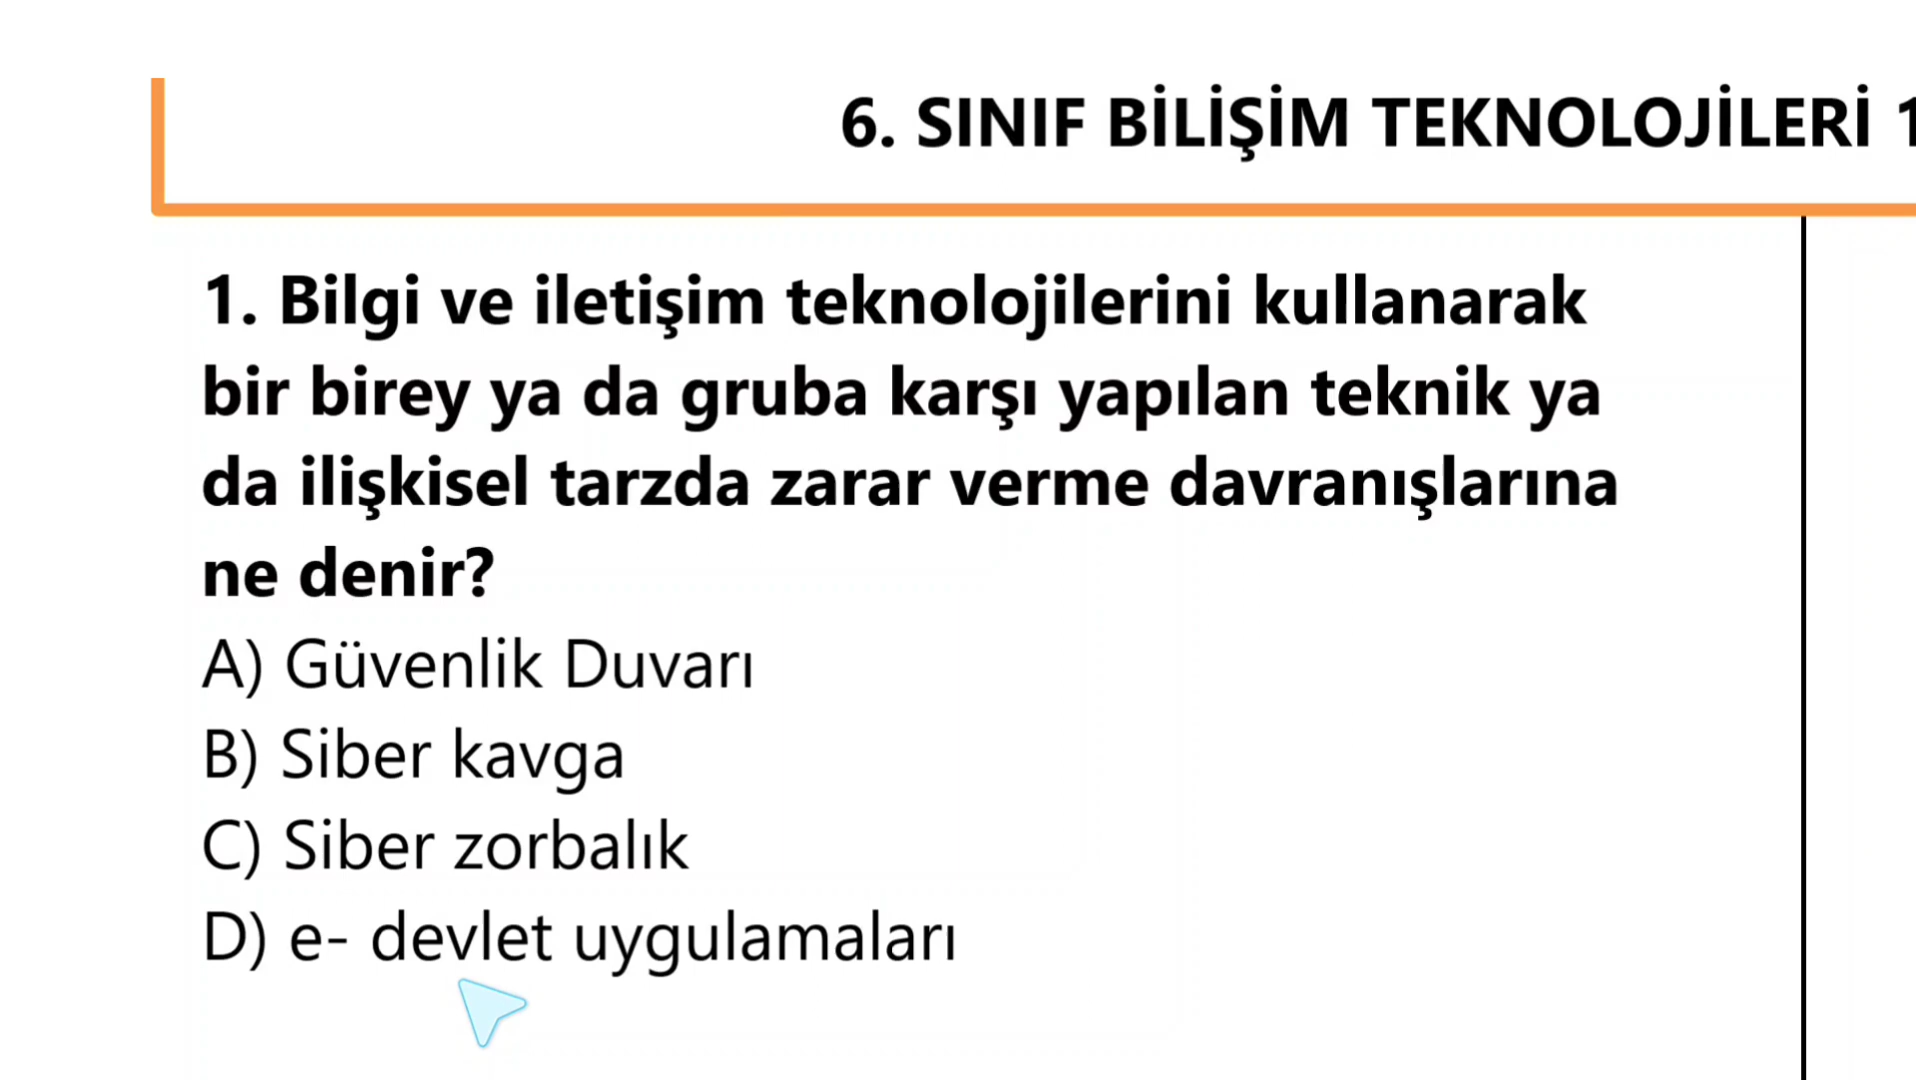 6. SINIF BİLİŞİM TEKNOLOJİLERİ 1
1. Bilgi ve iletişim teknolojilerini kullanarak
bir birey ya da gruba karşı yapılan teknik ya
da ilişkisel tarzda zarar verme davranışlarına
ne denir?
A) Güvenlik Duvarı
B) Siber kavga
C) Siber zorbalık
D) e- devlet uygulamaları